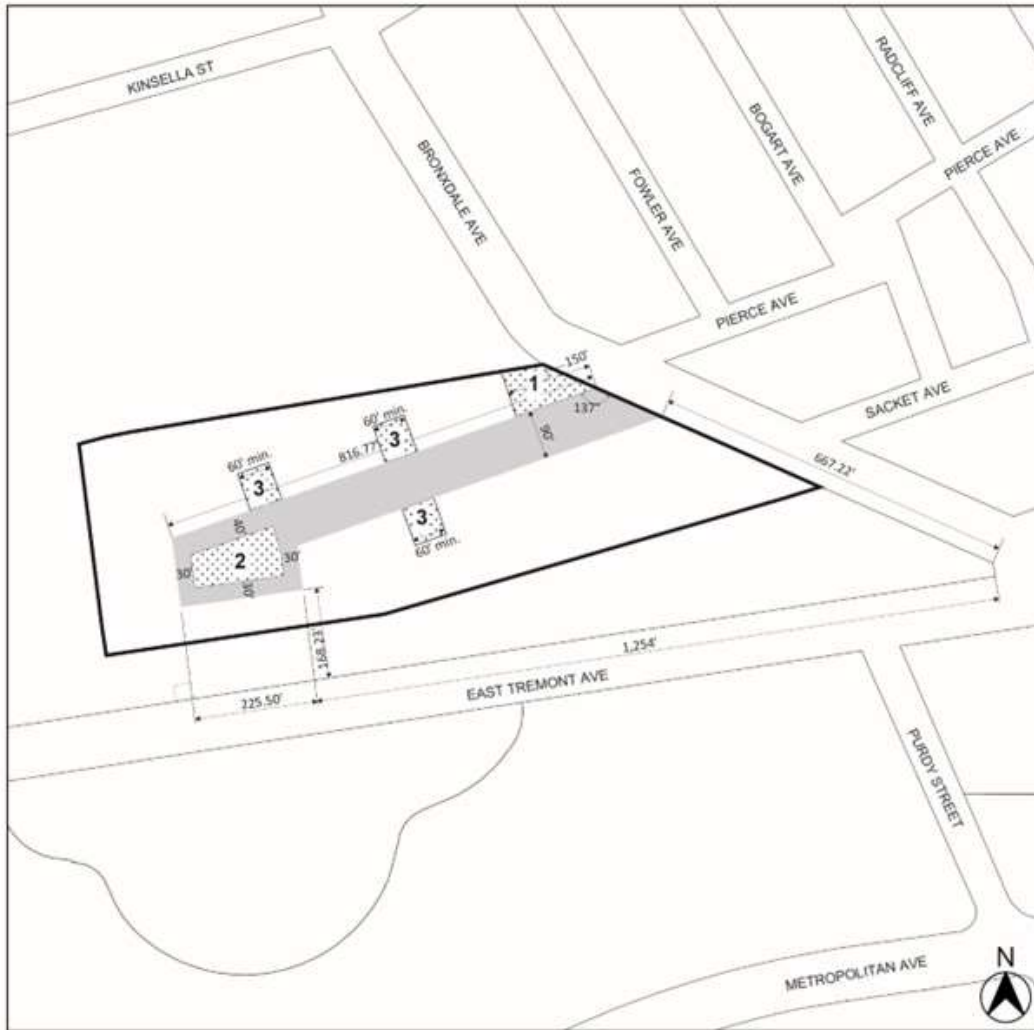 KINSELLA ST
BRONXDALE AVE
FOWLER AVE
BOGART AVE
RADCLIFF AVE
PIERCE AVE
PIERCE AVE
SACKET AVE
150'
1
137"
90'
60' min.
3
816.77'
667.22'
60' min.
3
3
60' min.
40'
2
30'
30'
30'
168.23'
225.50'
1,254'
EAST TREMONT AVE
PURDY STREET
METROPOLITAN AVE
N